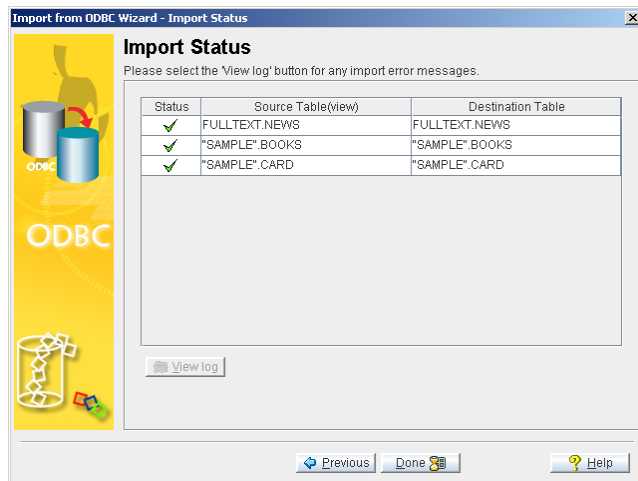 Import from ODBC Wizard - Import Status
Import Status
Please select the 'View log' button for any import error messages.
Status Source Table(view) Destination Table
FULLTEXT.NEWS FULLTEXT.NEWS
"SAMPLE".BOOKS "SAMPLE".BOOKS
"SAMPLE".CARD "SAMPLE".CARD
ODBC
ODBC
View log
Previous Done Help